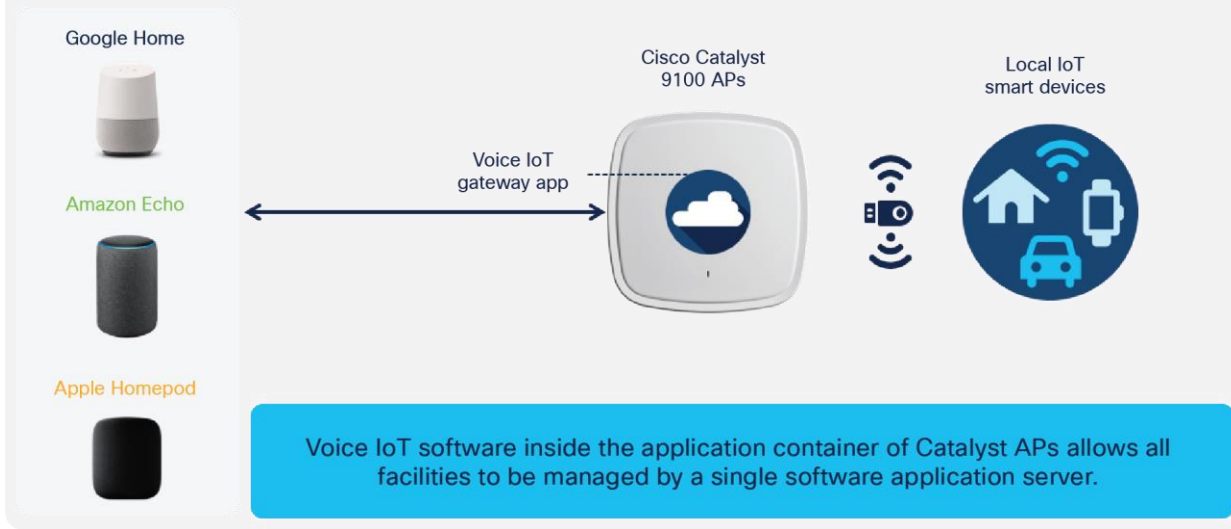 Google Home
Amazon Echo
Apple Homepod
Voice IoT
gateway app
Cisco Catalyst
9100 APs
Local IoT
smart devices
Voice IoT software inside the application container of Catalyst APs allows all
facilities to be managed by a single software application server.